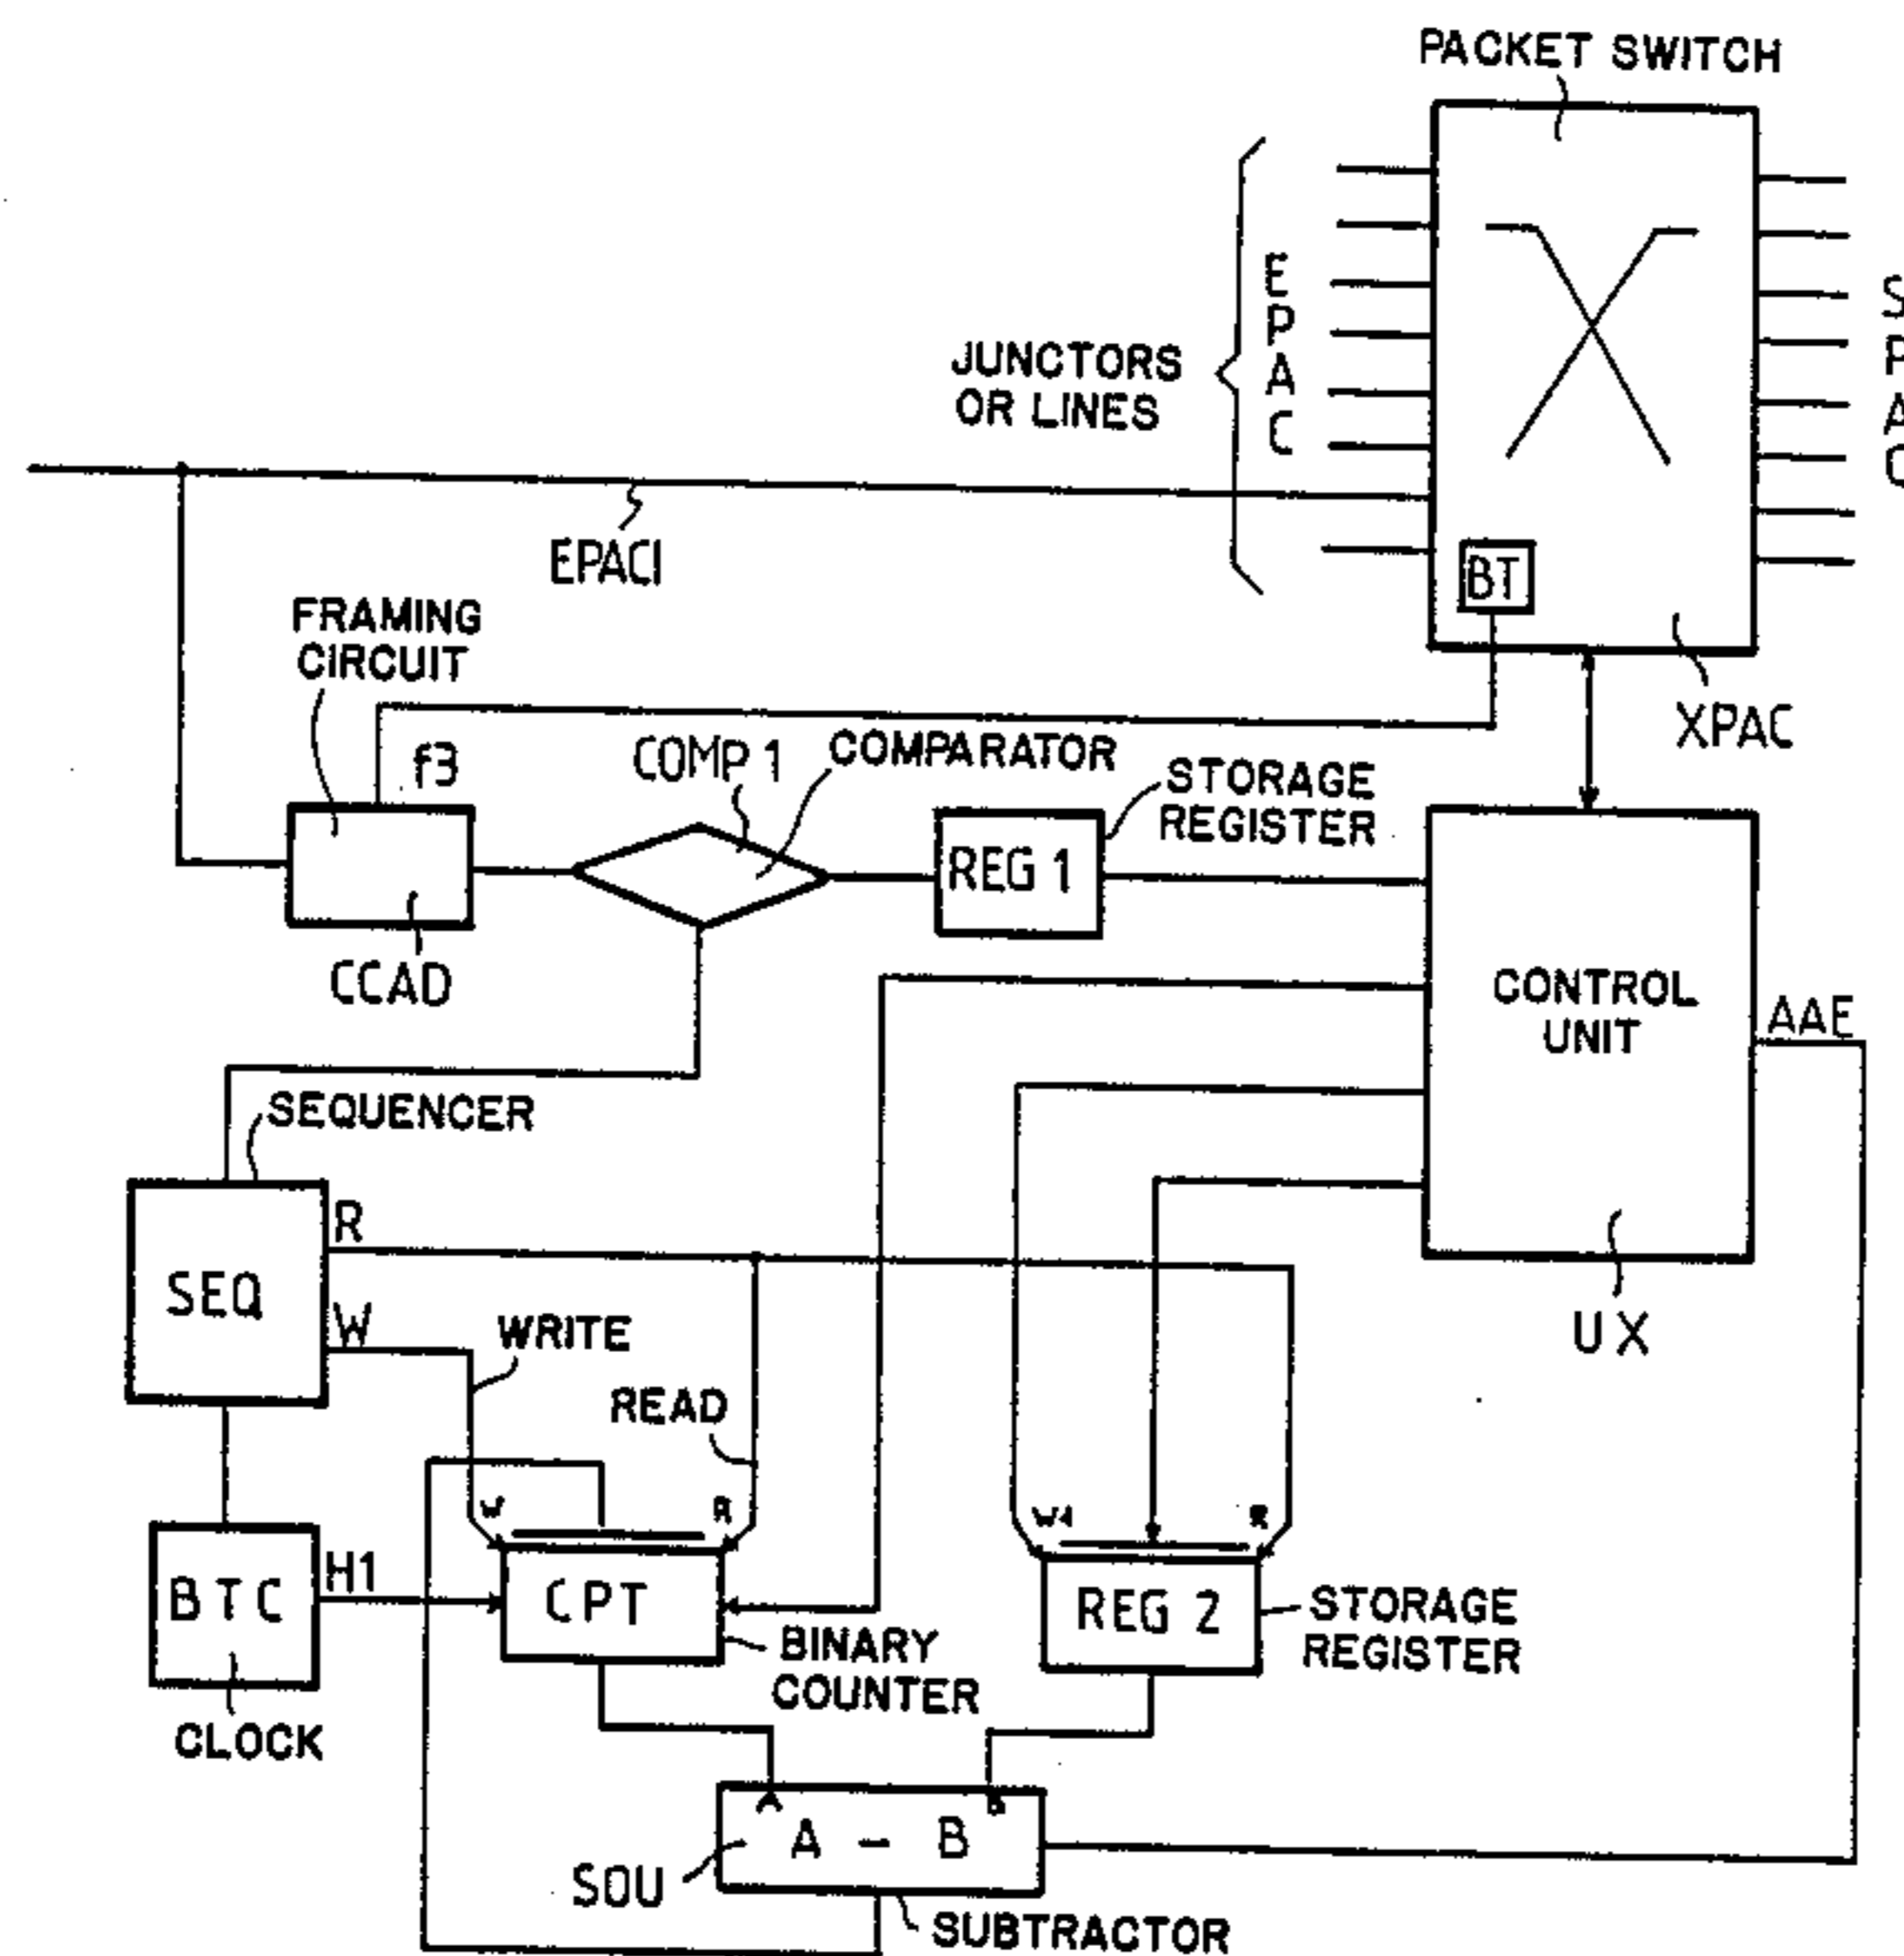 PACKET SWITCH
E
P
A
C
JUNCTORS
OR LINES
S
P
A
C
EPACI
BT
FRAMING
CIRCUIT
XPAC
f3
COMP 1
COMPARATOR
STORAGE
REGISTER
REG 1
CCAD
CONTROL
UNIT
AAE
SEQUENCER
R
SEQ
W
WRITE
READ
UX
W
R
W1
R
BTC
H1
CPT
REG 2
STORAGE
REGISTER
BINARY
COUNTER
CLOCK
A
B
A - B
SOU
SUBTRACTOR